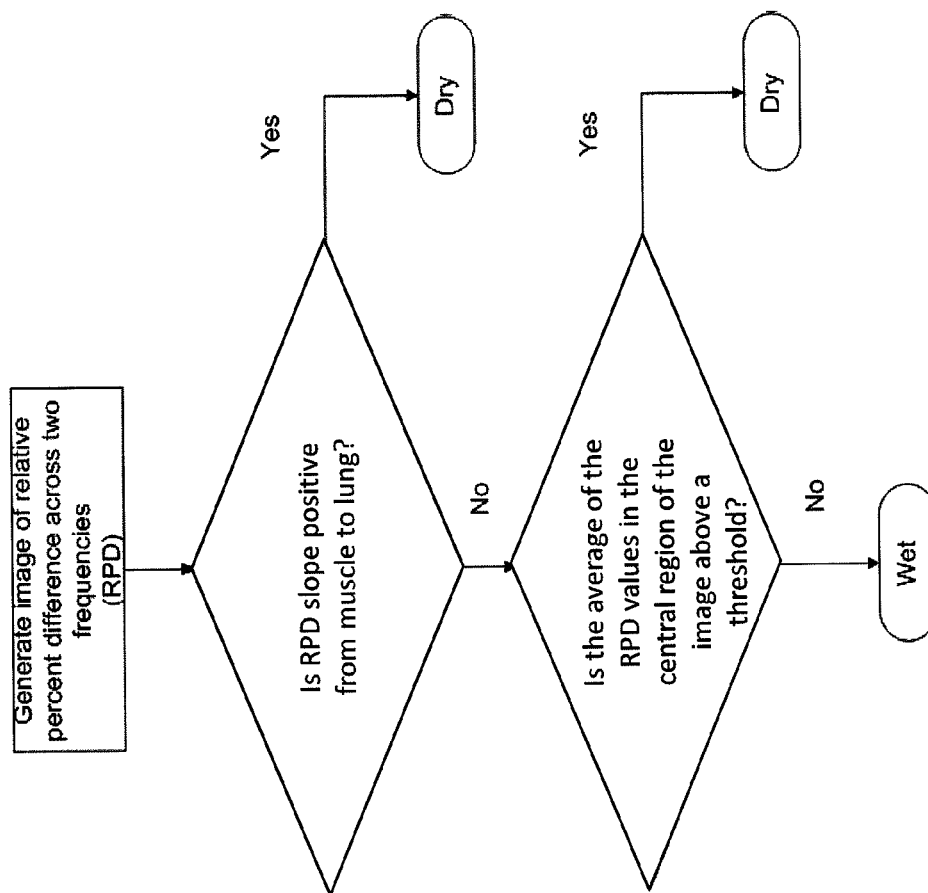 Generate image of relative
percent difference across two
frequencies
(RPD)
Is RPD slope positive
from muscle to lung?
Yes
Dry
No
Is the average of the
RPD values in the
central region of the
image above a
threshold?
Yes
Dry
No
Wet